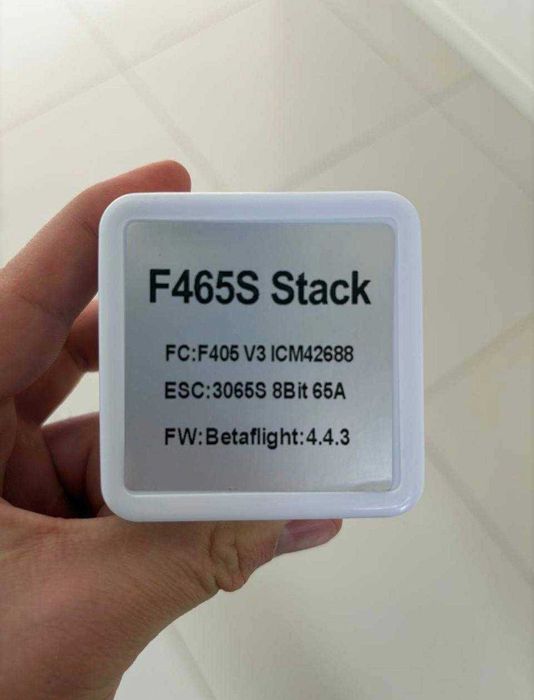 F465S Stack
FC:F405 V3 ICM42688
ESC:3065S 8Bit 65A
FW:Betaflight:4.4.3